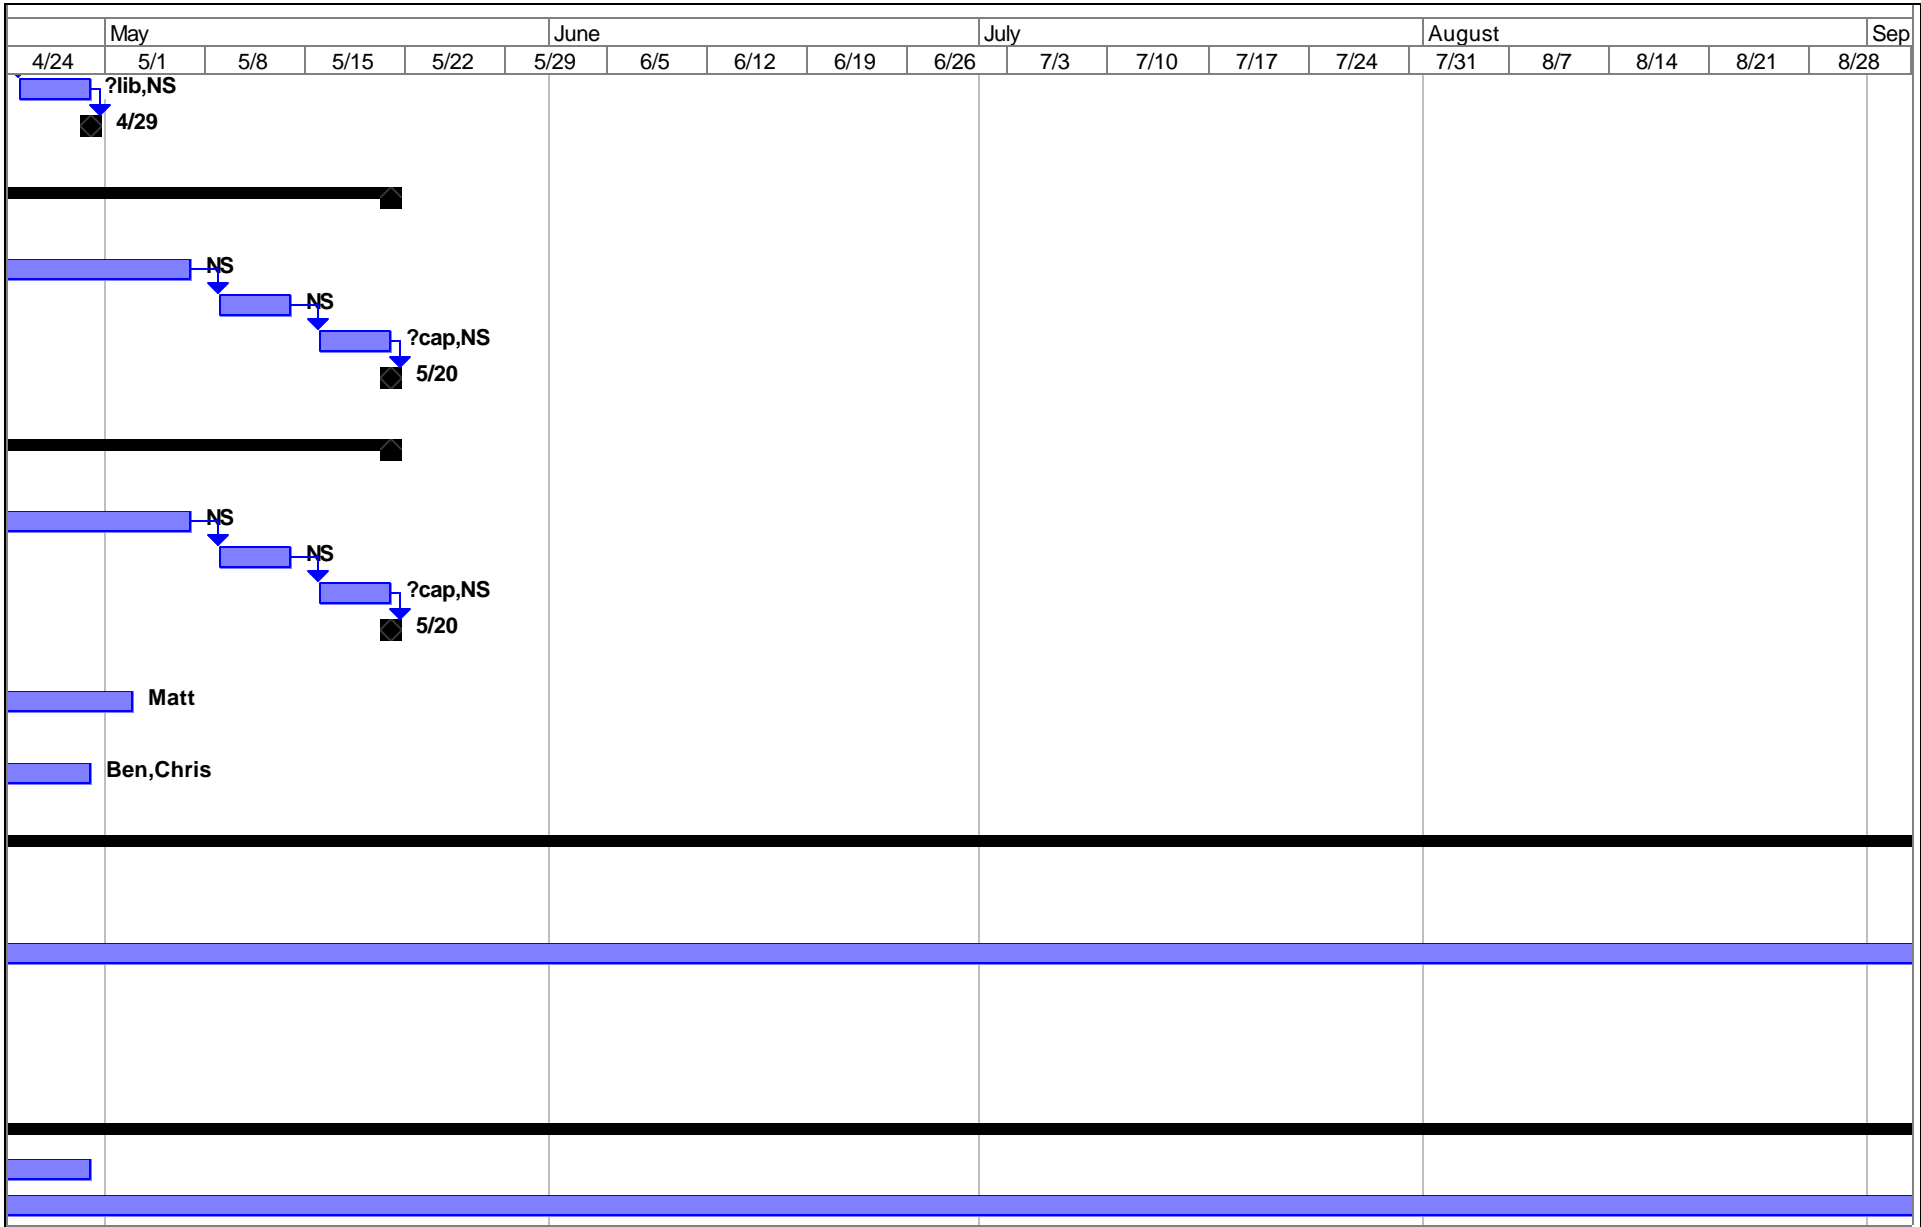 May June July August Sep
4/24 5/1 5/8 5/15 5/22 5/29 6/5 6/12 6/19 6/26 7/3 7/10 7/17 7/24 7/31 8/7 8/14 8/21 8/28
?lib,NS
4/29
NS
NS
?cap,NS
5/20
NS
NS
?cap,NS
5/20
Matt
Ben,Chris